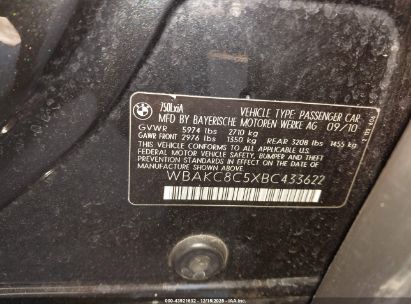 BMW
750LxiA
VEHICLE TYPE: PASSENGER CAR
MFD BY BAYERISCHE MOTOREN WERKE AG 09/10
GVWR 5974 lbs 2710 kg
GAWR FRONT 2976 lbs 1350 kg REAR 3208 lbs 1455 kg
THIS VEHICLE CONFORMS TO ALL APPLICABLE
FEDERAL MOTOR VEHICLE SAFETY, BUMPER AND THEFT
PREVENTION STANDARDS IN EFFECT ON THE DATE OF
MANUFACTURE SHOWN ABOVE
WBAKC8C5XBC433622